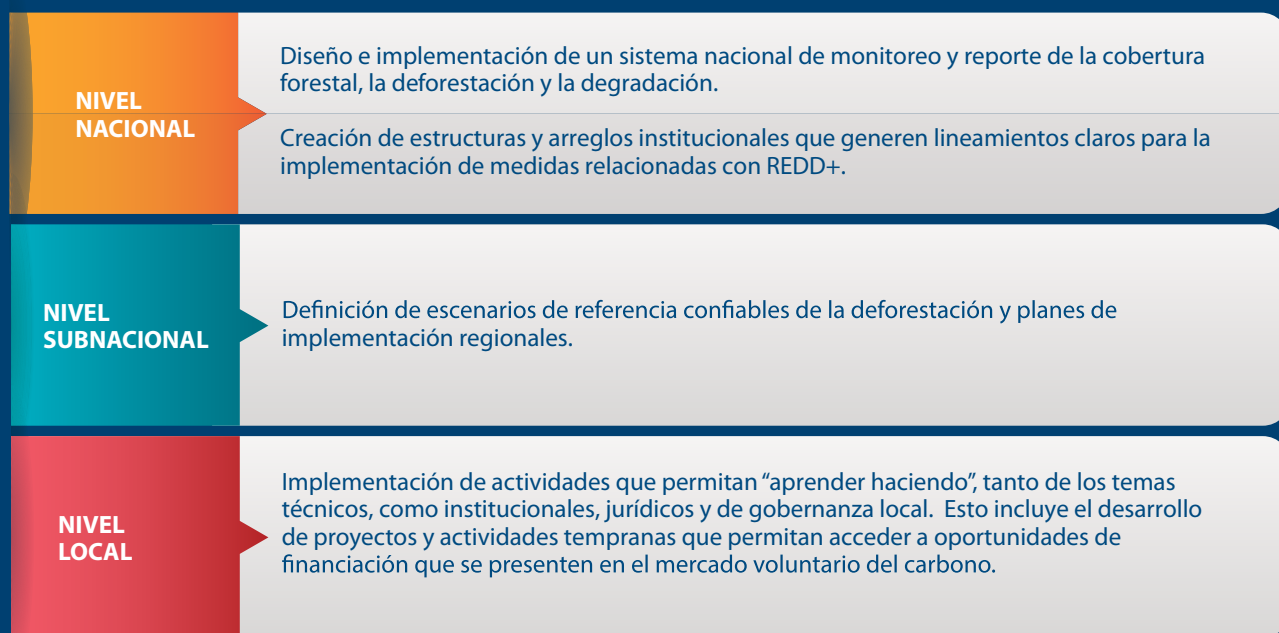 NIVEL
NACIONAL
Diseño e implementación de un sistema nacional de monitoreo y reporte de la cobertura
forestal, la deforestación y la degradación.
Creación de estructuras y arreglos institucionales que generen lineamientos claros para la
implementación de medidas relacionadas con REDD+.
NIVEL
SUBNACIONAL
Definición de escenarios de referencia confiables de la deforestación y planes de
implementación regionales.
NIVEL
LOCAL
Implementación de actividades que permitan “aprender haciendo”, tanto de los temas
técnicos, como institucionales, jurídicos y de gobernanza local.  Esto incluye el desarrollo
de proyectos y actividades tempranas que permitan acceder a oportunidades de
financiación que se presenten en el mercado voluntario del carbono.